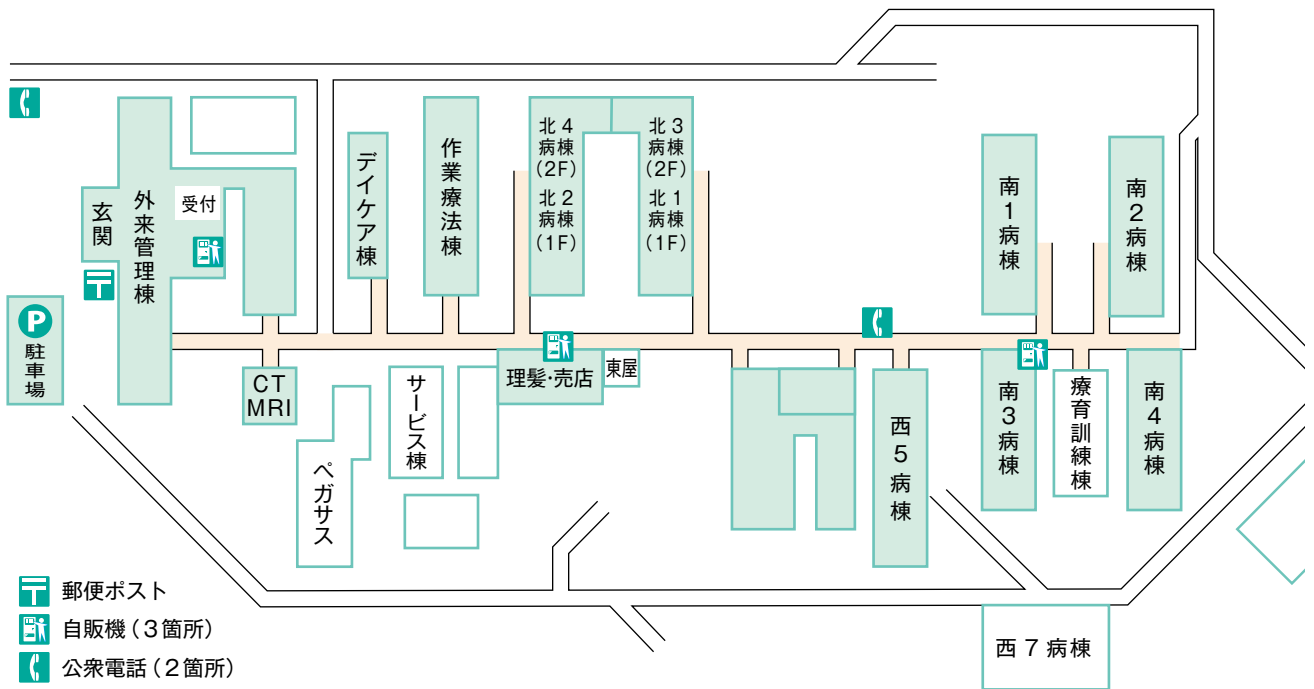 外来管理棟
玄関
受付
P
駐車場
CT
MRI
デイケア棟
作業療法棟
北4
病棟
(2F)
北2
病棟
(1F)
北3
病棟
(2F)
北1
病棟
(1F)
理髪・売店
東屋
サービス棟
ペガサス
西5病棟
南1病棟
南2病棟
南3病棟
療育訓練棟
南4病棟
西7病棟
郵便ポスト
自販機(3箇所)
公衆電話(2箇所)